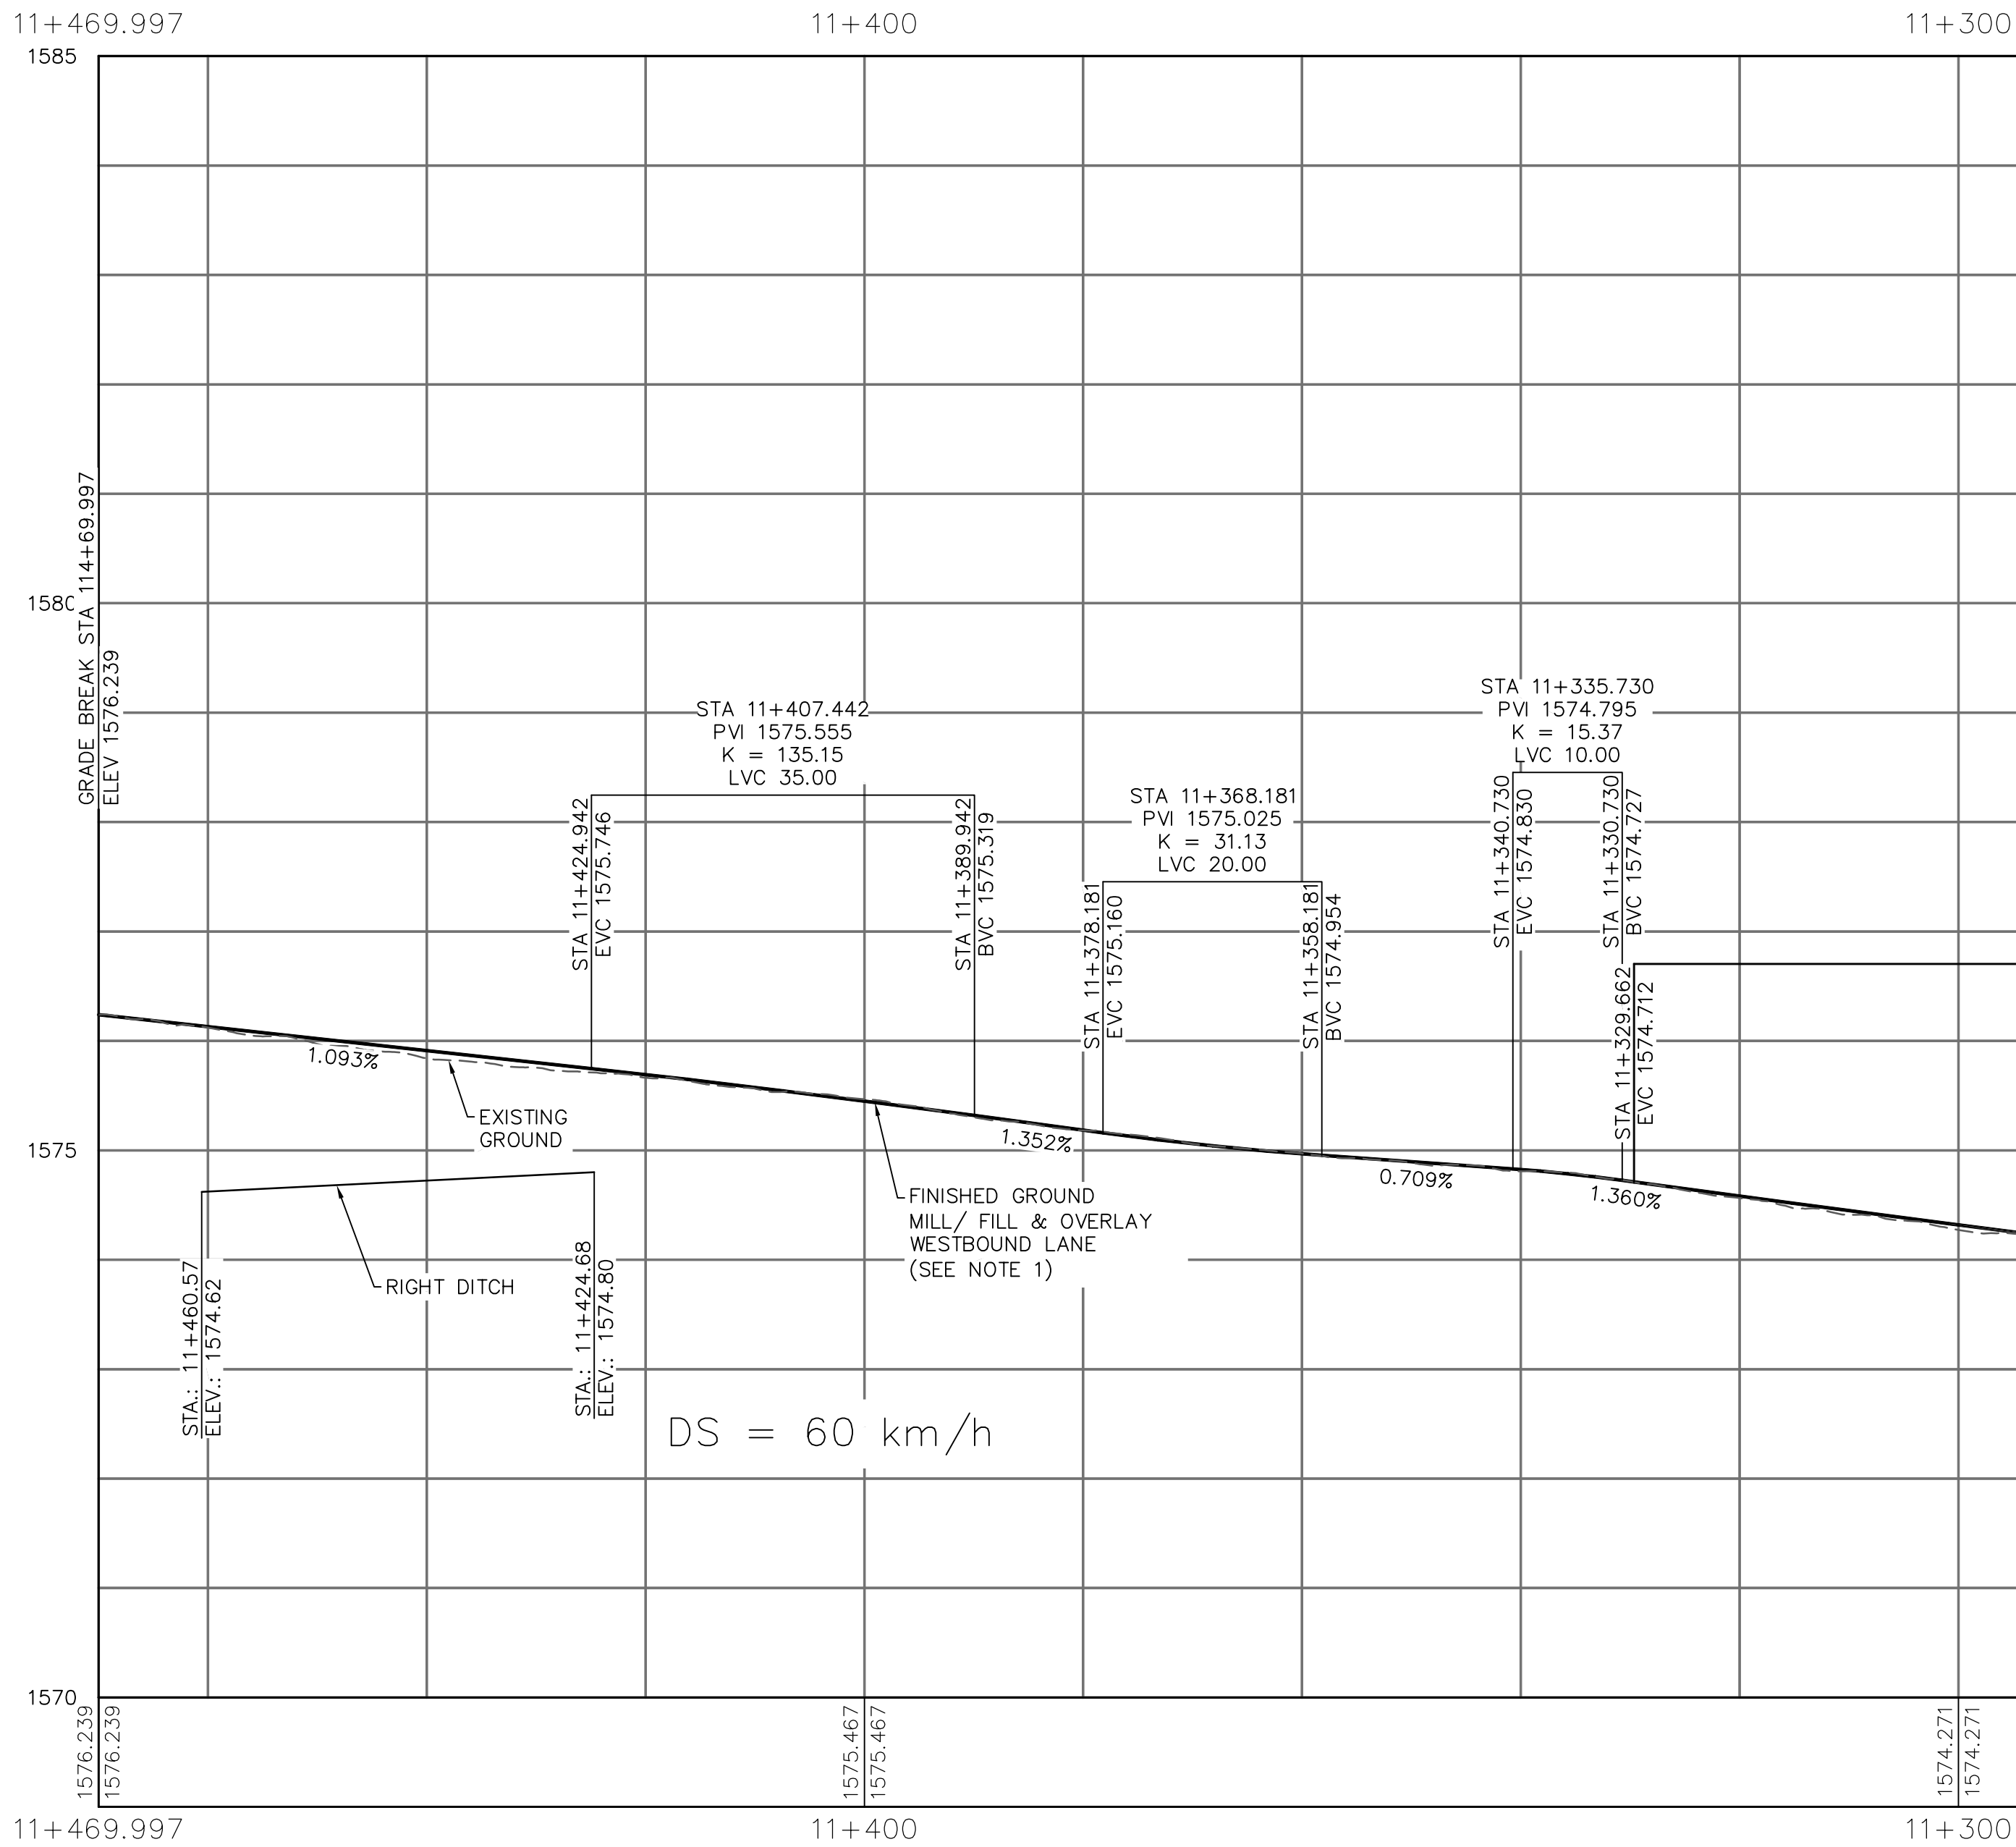 11+469.997
11+400
11+300
1585
1580
1575
1570
GRADE BREAK STA 114+69.997
ELEV 1576.239
STA 11+407.442
PVI 1575.555
K = 135.15
LVC 35.00
STA 11+424.942
EVC 1575.746
STA 11+389.942
BVC 1575.319
STA 11+368.181
PVI 1575.025
K = 31.13
LVC 20.00
STA 11+378.181
EVC 1575.160
STA 11+358.181
BVC 1574.954
STA 11+335.730
PVI 1574.795
K = 15.37
LVC 10.00
STA 11+340.730
EVC 1574.830
STA 11+330.730
BVC 1574.727
STA 11+329.662
EVC 1574.712
1.093%
1.352%
0.709%
1.360%
EXISTING
GROUND
FINISHED GROUND
MILL/ FILL & OVERLAY
WESTBOUND LANE
(SEE NOTE 1)
RIGHT DITCH
STA.: 11+460.57
ELEV.: 1574.62
STA.: 11+424.68
ELEV.: 1574.80
DS = 60 km/h
1576.239
1576.239
1575.467
1575.467
1574.271
1574.271
11+469.997
11+400
11+300